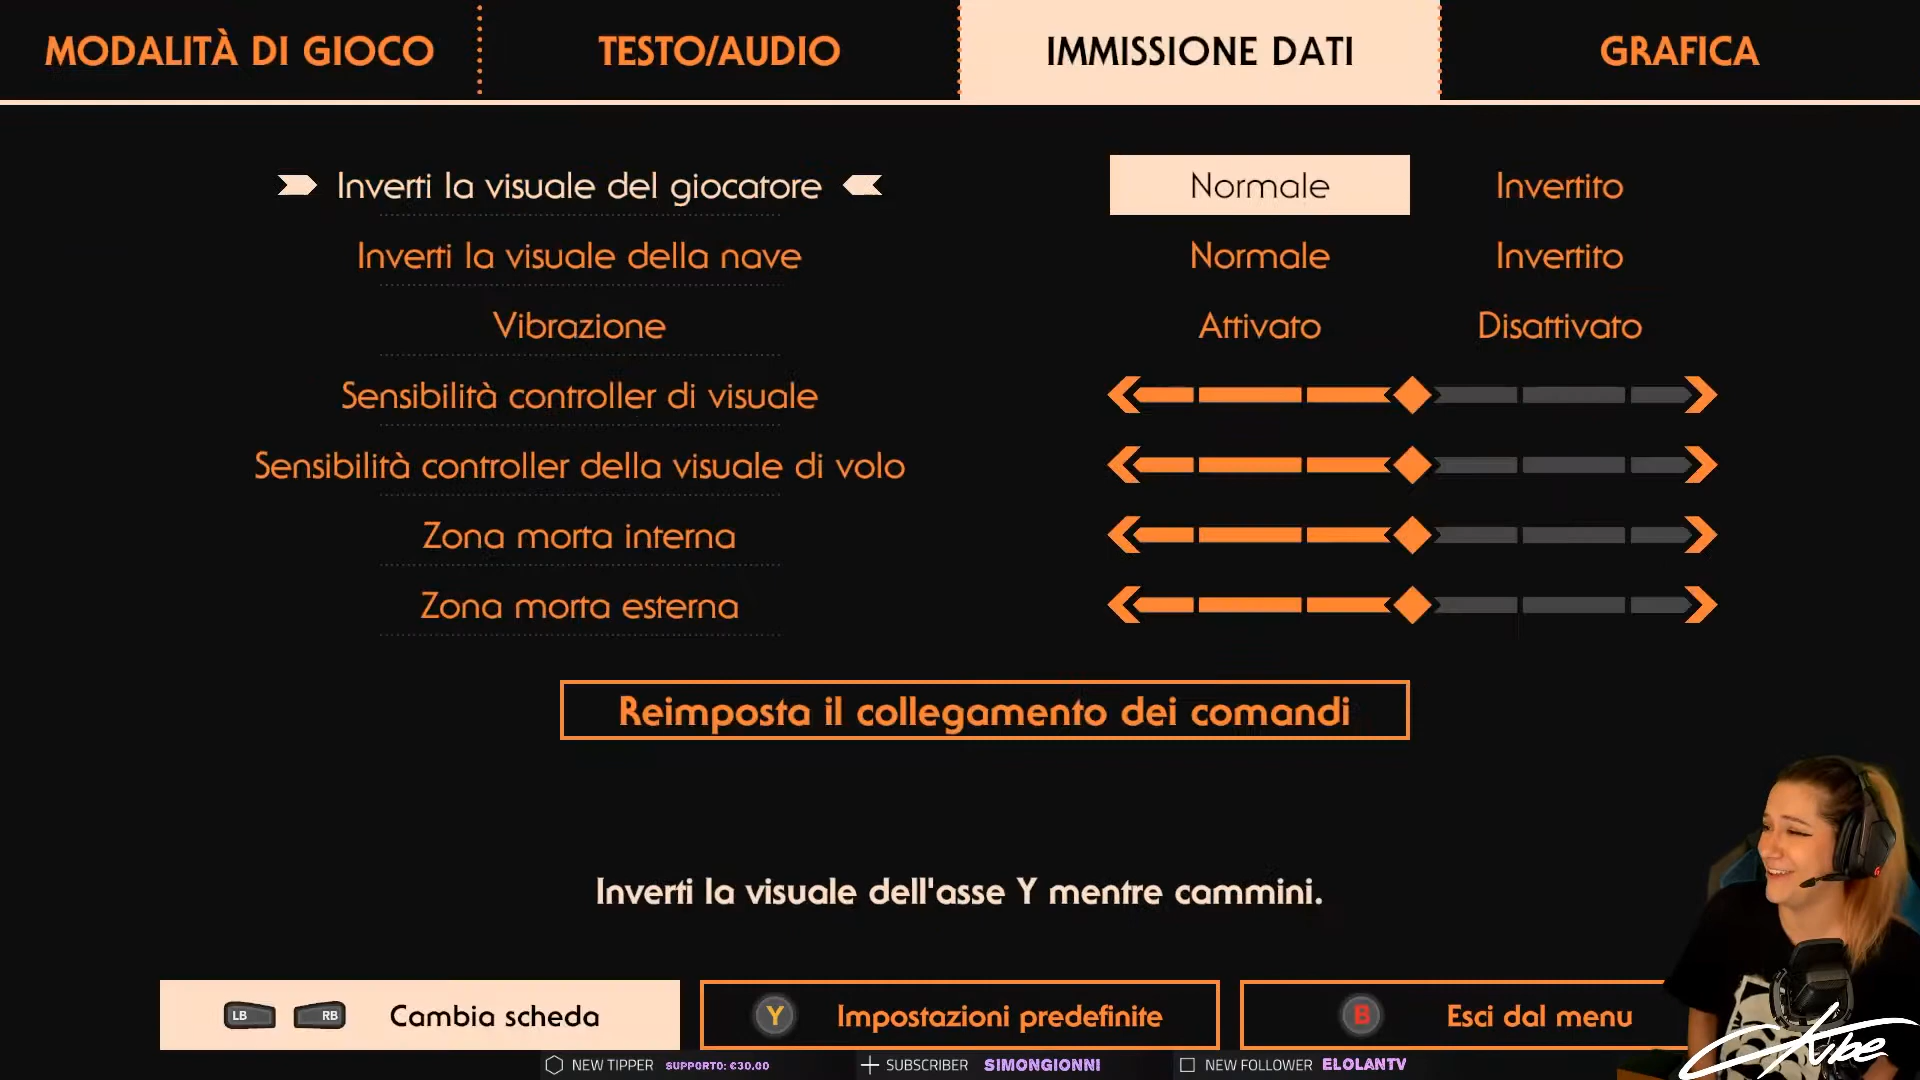 MODALITÀ DI GIOCO
TESTO/AUDIO
IMMISSIONE DATI
GRAFICA
Inverti la visuale del giocatore
Normale
Invertito
Inverti la visuale della nave
Normale
Invertito
Vibrazione
Attivato
Disattivato
Sensibilità controller di visuale
Sensibilità controller della visuale di volo
Zona morta interna
Zona morta esterna
Reimposta il collegamento dei comandi
Inverti la visuale dell'asse Y mentre cammini.
LB RB Cambia scheda
Y Impostazioni predefinite
B Esci dal menu
NEW TIPPER SUPPORTO: €30.00
SUBSCRIBER SIMONGIONNI
NEW FOLLOWER ELOLANTV